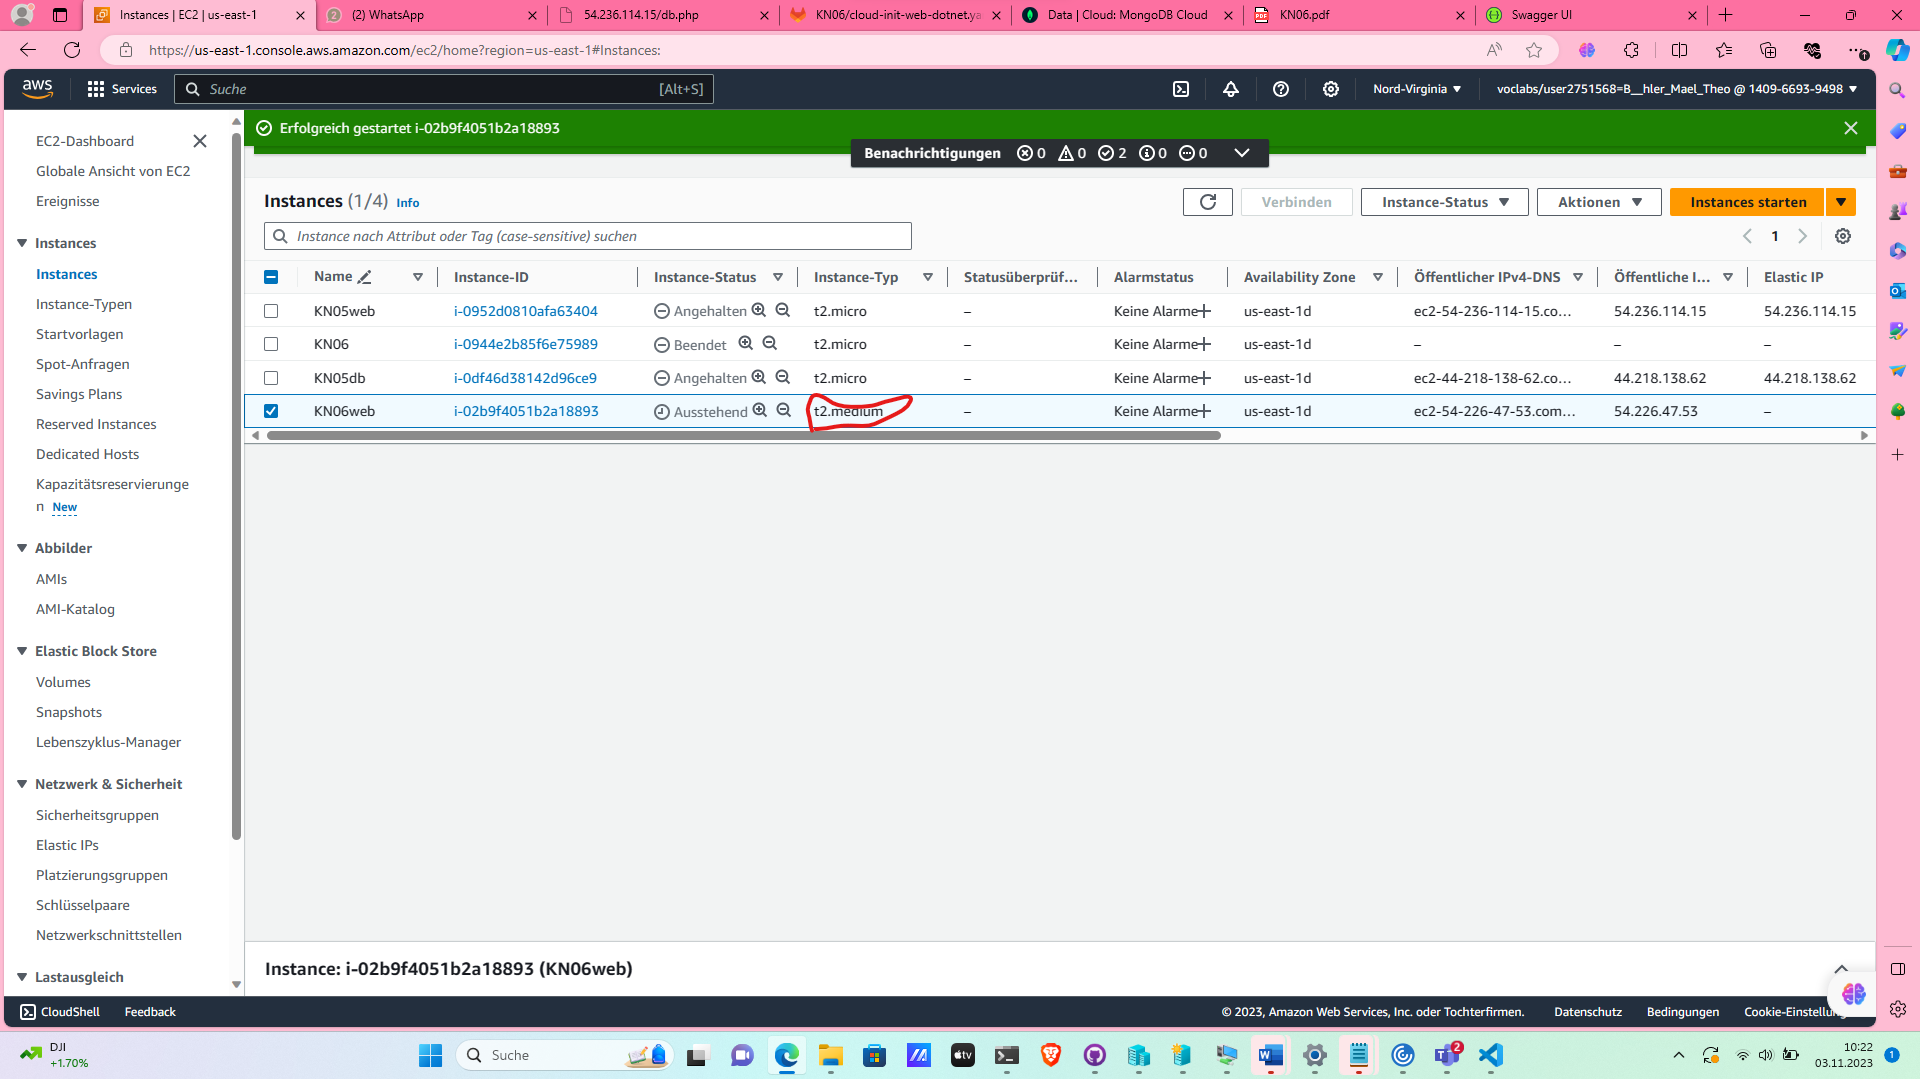 Instances | EC2 | us-east-1
2 (2) WhatsApp
54.236.114.15/db.php
KN06/cloud-init-web-dotnet.ya
Data | Cloud: MongoDB Cloud
KN06.pdf
Swagger UI
https://us-east-1.console.aws.amazon.com/ec2/home?region=us-east-1#Instances:
aws
Services
Suche
[Alt+S]
Nord-Virginia
voclabs/user2751568=B__hler_Mael_Theo @ 1409-6693-9498
EC2-Dashboard
Globale Ansicht von EC2
Ereignisse
Instances
Instances
Instance-Typen
Startvorlagen
Spot-Anfragen
Savings Plans
Reserved Instances
Dedicated Hosts
Kapazitätsreservierunge
n New
Abbilder
AMIs
AMI-Katalog
Elastic Block Store
Volumes
Snapshots
Lebenszyklus-Manager
Netzwerk & Sicherheit
Sicherheitsgruppen
Elastic IPs
Platzierungsgruppen
Schlüsselpaare
Netzwerkschnittstellen
Lastausgleich
Erfolgreich gestartet i-02b9f4051b2a18893
Benachrichtigungen 0 0 2 0 0
Instances (1/4) Info
Verbinden
Instance-Status
Aktionen
Instances starten
Instance nach Attribut oder Tag (case-sensitive) suchen
1
Name Instance-ID Instance-Status Instance-Typ Statusüberprüf... Alarmstatus Availability Zone Öffentlicher IPv4-DNS Öffentliche I... Elastic IP
KN05web i-0952d0810afa63404 Angehalten t2.micro – Keine Alarme us-east-1d ec2-54-236-114-15.co... 54.236.114.15 54.236.114.15
KN06 i-0944e2b85f6e75989 Beendet t2.micro – Keine Alarme us-east-1d – – –
KN05db i-0df46d38142d96ce9 Angehalten t2.micro – Keine Alarme us-east-1d ec2-44-218-138-62.co... 44.218.138.62 44.218.138.62
KN06web i-02b9f4051b2a18893 Ausstehend t2.medium – Keine Alarme us-east-1d ec2-54-226-47-53.com... 54.226.47.53 –
Instance: i-02b9f4051b2a18893 (KN06web)
CloudShell
Feedback
© 2023, Amazon Web Services, Inc. oder Tochterfirmen.
Datenschutz
Bedingungen
DJI
+1.70%
Suche
tv
2
10:22
03.11.2023
1